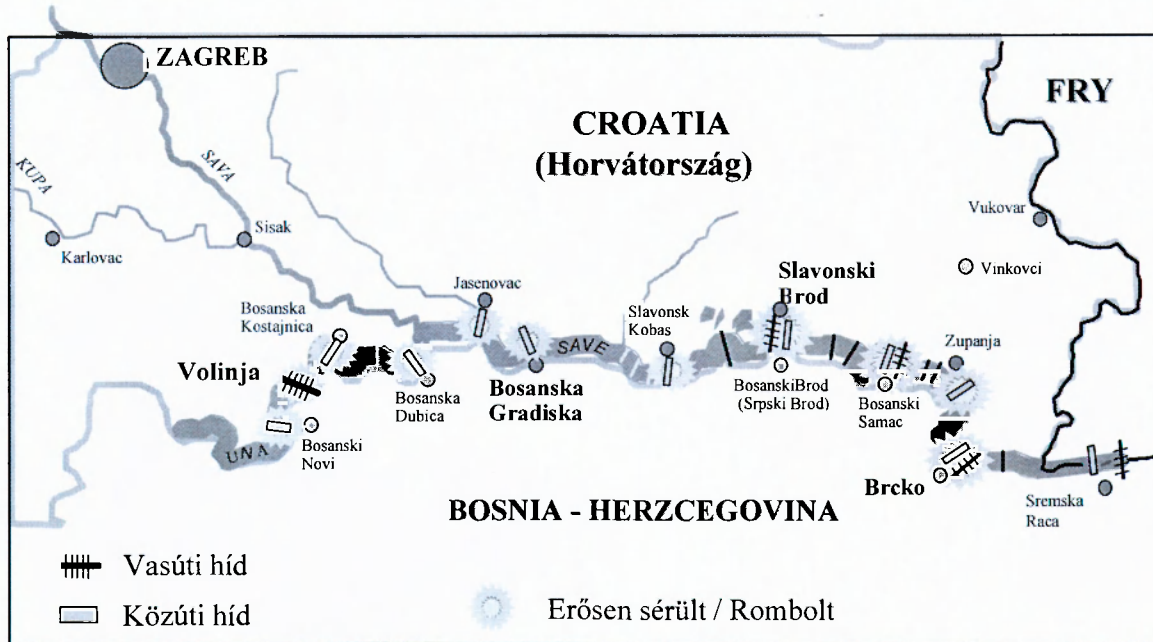 ZAGREB
FRY
CROATIA
(Horvátország)
KUPA
SAVA
Vukovar
Sisak
Karlovac
Vinkovci
Jasenovac
Slavonski
Brod
Bosanska
Kostajnica
Slavonsk
Kobas
Zupanja
SAVE
Volinja
Bosanska
Gradiska
BosanskiBrod
(Srpski Brod)
Bosanska
Dubica
Bosanski
Samac
Bosanski
Novi
UNA
Brcko
Sremska
Raca
BOSNIA - HERZCEGOVINA
Vasúti híd
Közúti híd
Erősen sérült / Rombolt